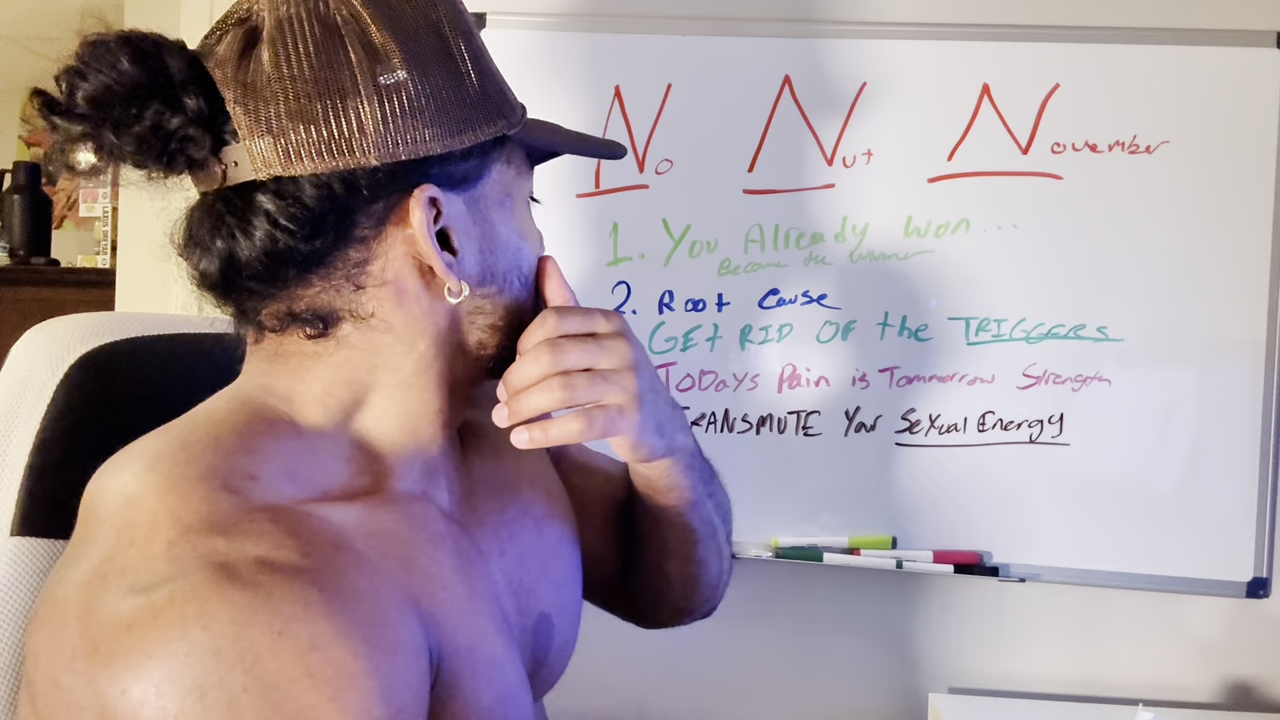 No Nut November
1. You Already Won...
Become the Winner
2. Root Cause
GEt RID OF the TRIGGERS
TODaYs Pain is Tommorrow Strength
TRANSMUTE Your Sexual Energy